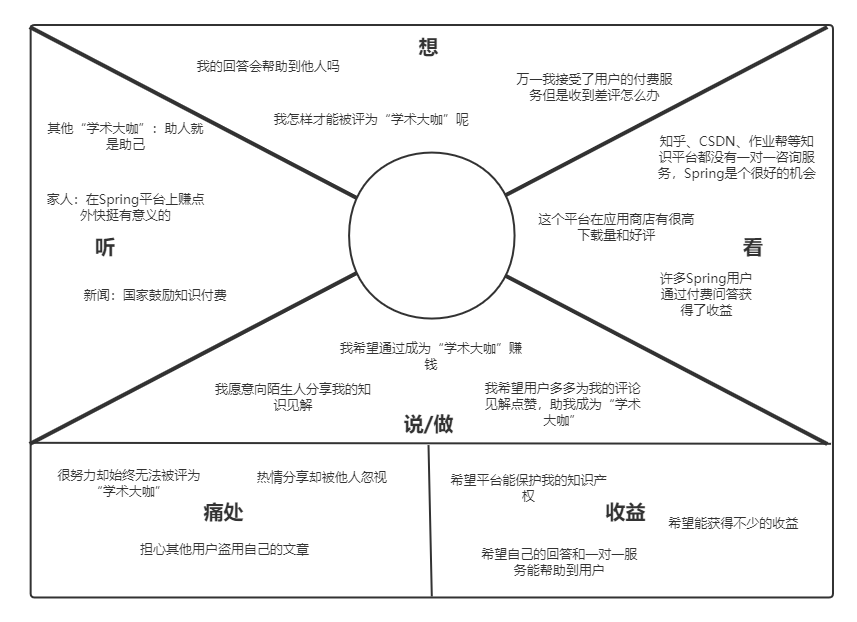 想
我的回答会帮助到他人吗
万一我接受了用户的付费服
务但是收到差评怎么办
我怎样才能被评为“学术大咖”呢
其他“学术大咖”：助人就
是助己
家人：在Spring平台上赚点
外快挺有意义的
听
新闻：国家鼓励知识付费
知乎、CSDN、作业帮等知
识平台都没有一对一咨询服
务，Spring是个很好的机会
这个平台在应用商店有很高
下载量和好评
看
许多Spring用户
通过付费问答获
得了收益
我希望通过成为“学术大咖”赚
钱
我愿意向陌生人分享我的知
识见解
我希望用户多多为我的评论
见解点赞，助我成为“学术
大咖”
说/做
很努力却始终无法被评为
“学术大咖”
热情分享却被他人忽视
痛处
担心其他用户盗用自己的文章
希望平台能保护我的知识产
权
收益
希望能获得不少的收益
希望自己的回答和一对一服
务能帮助到用户